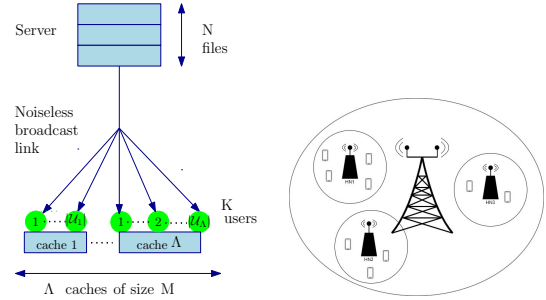 Server
N
files
Noiseless
broadcast
link
K
users
1 ······ |𝒰₁| 1 ···· 2 ···· |𝒰_Λ|
cache 1 ······ cache Λ
Λ caches of size M
HN1
HN2
HN3